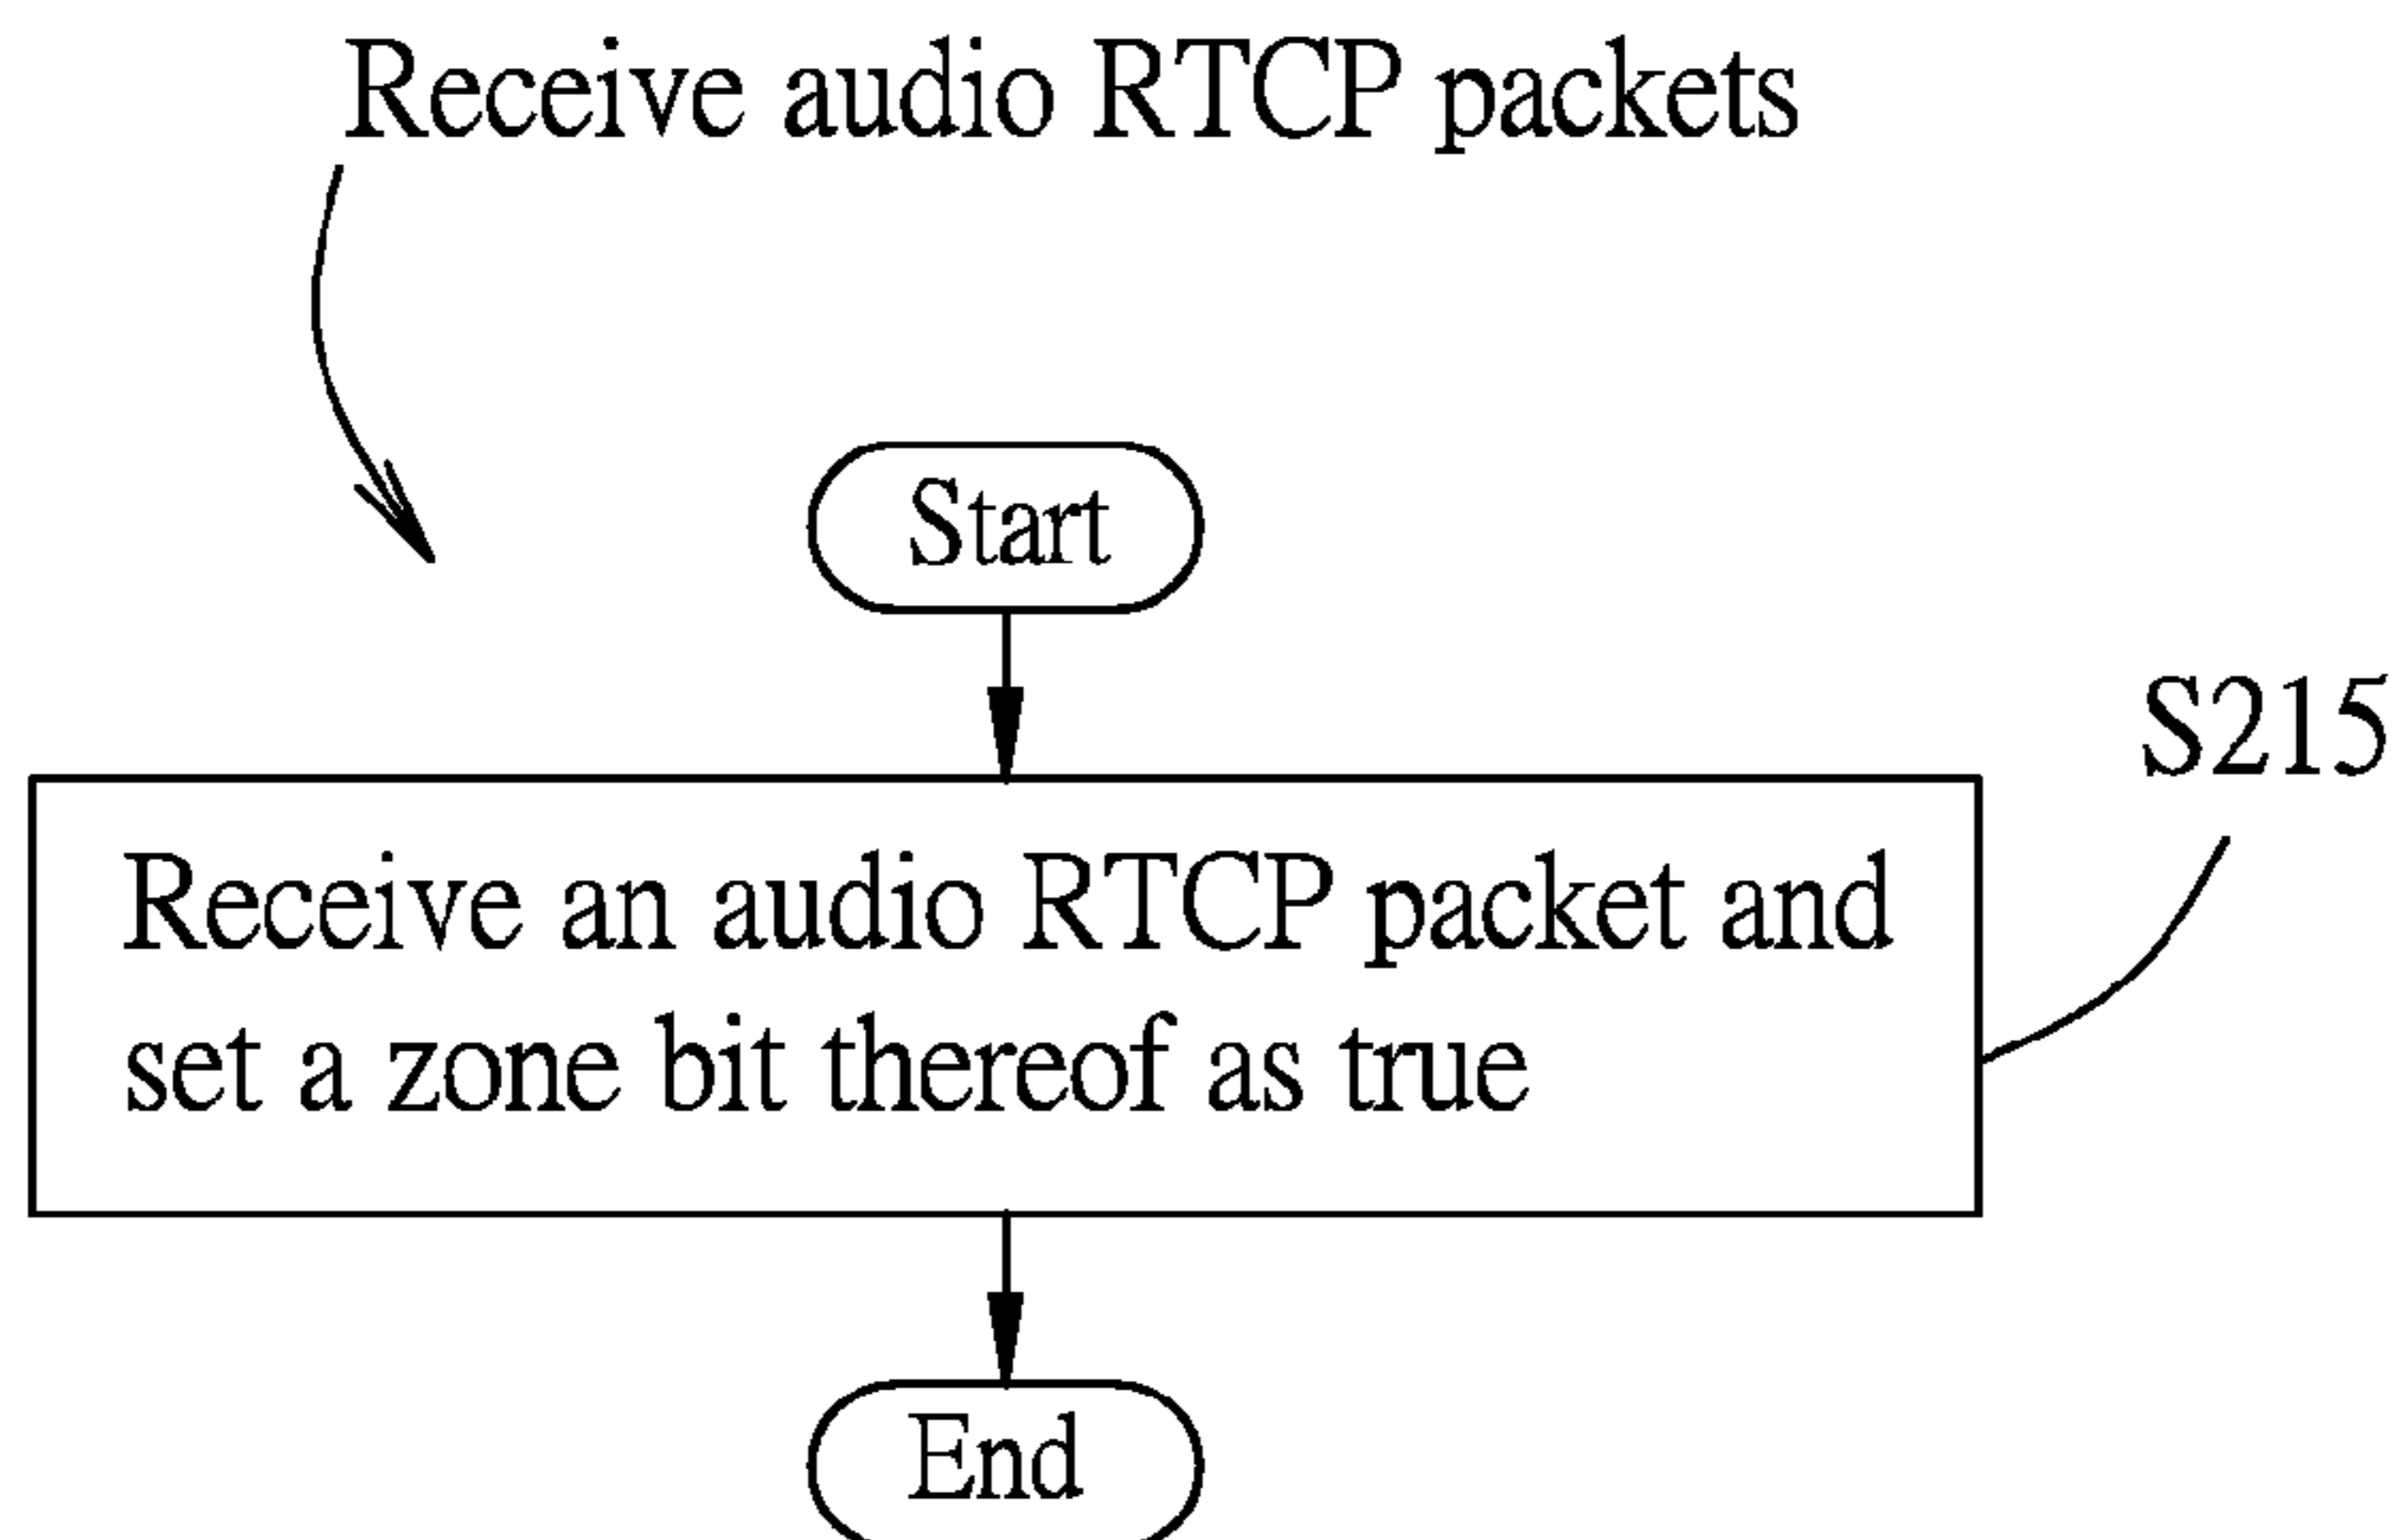 Receive audio RTCP packets
Start
S215
Receive an audio RTCP packet and
set a zone bit thereof as true
End